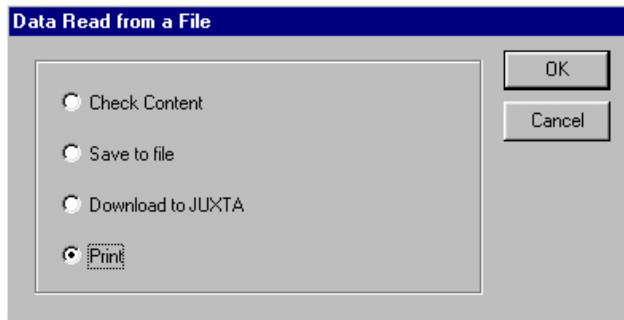 Data Read from a File
OK
Check Content
Cancel
Save to file
Download to JUXTA
Print